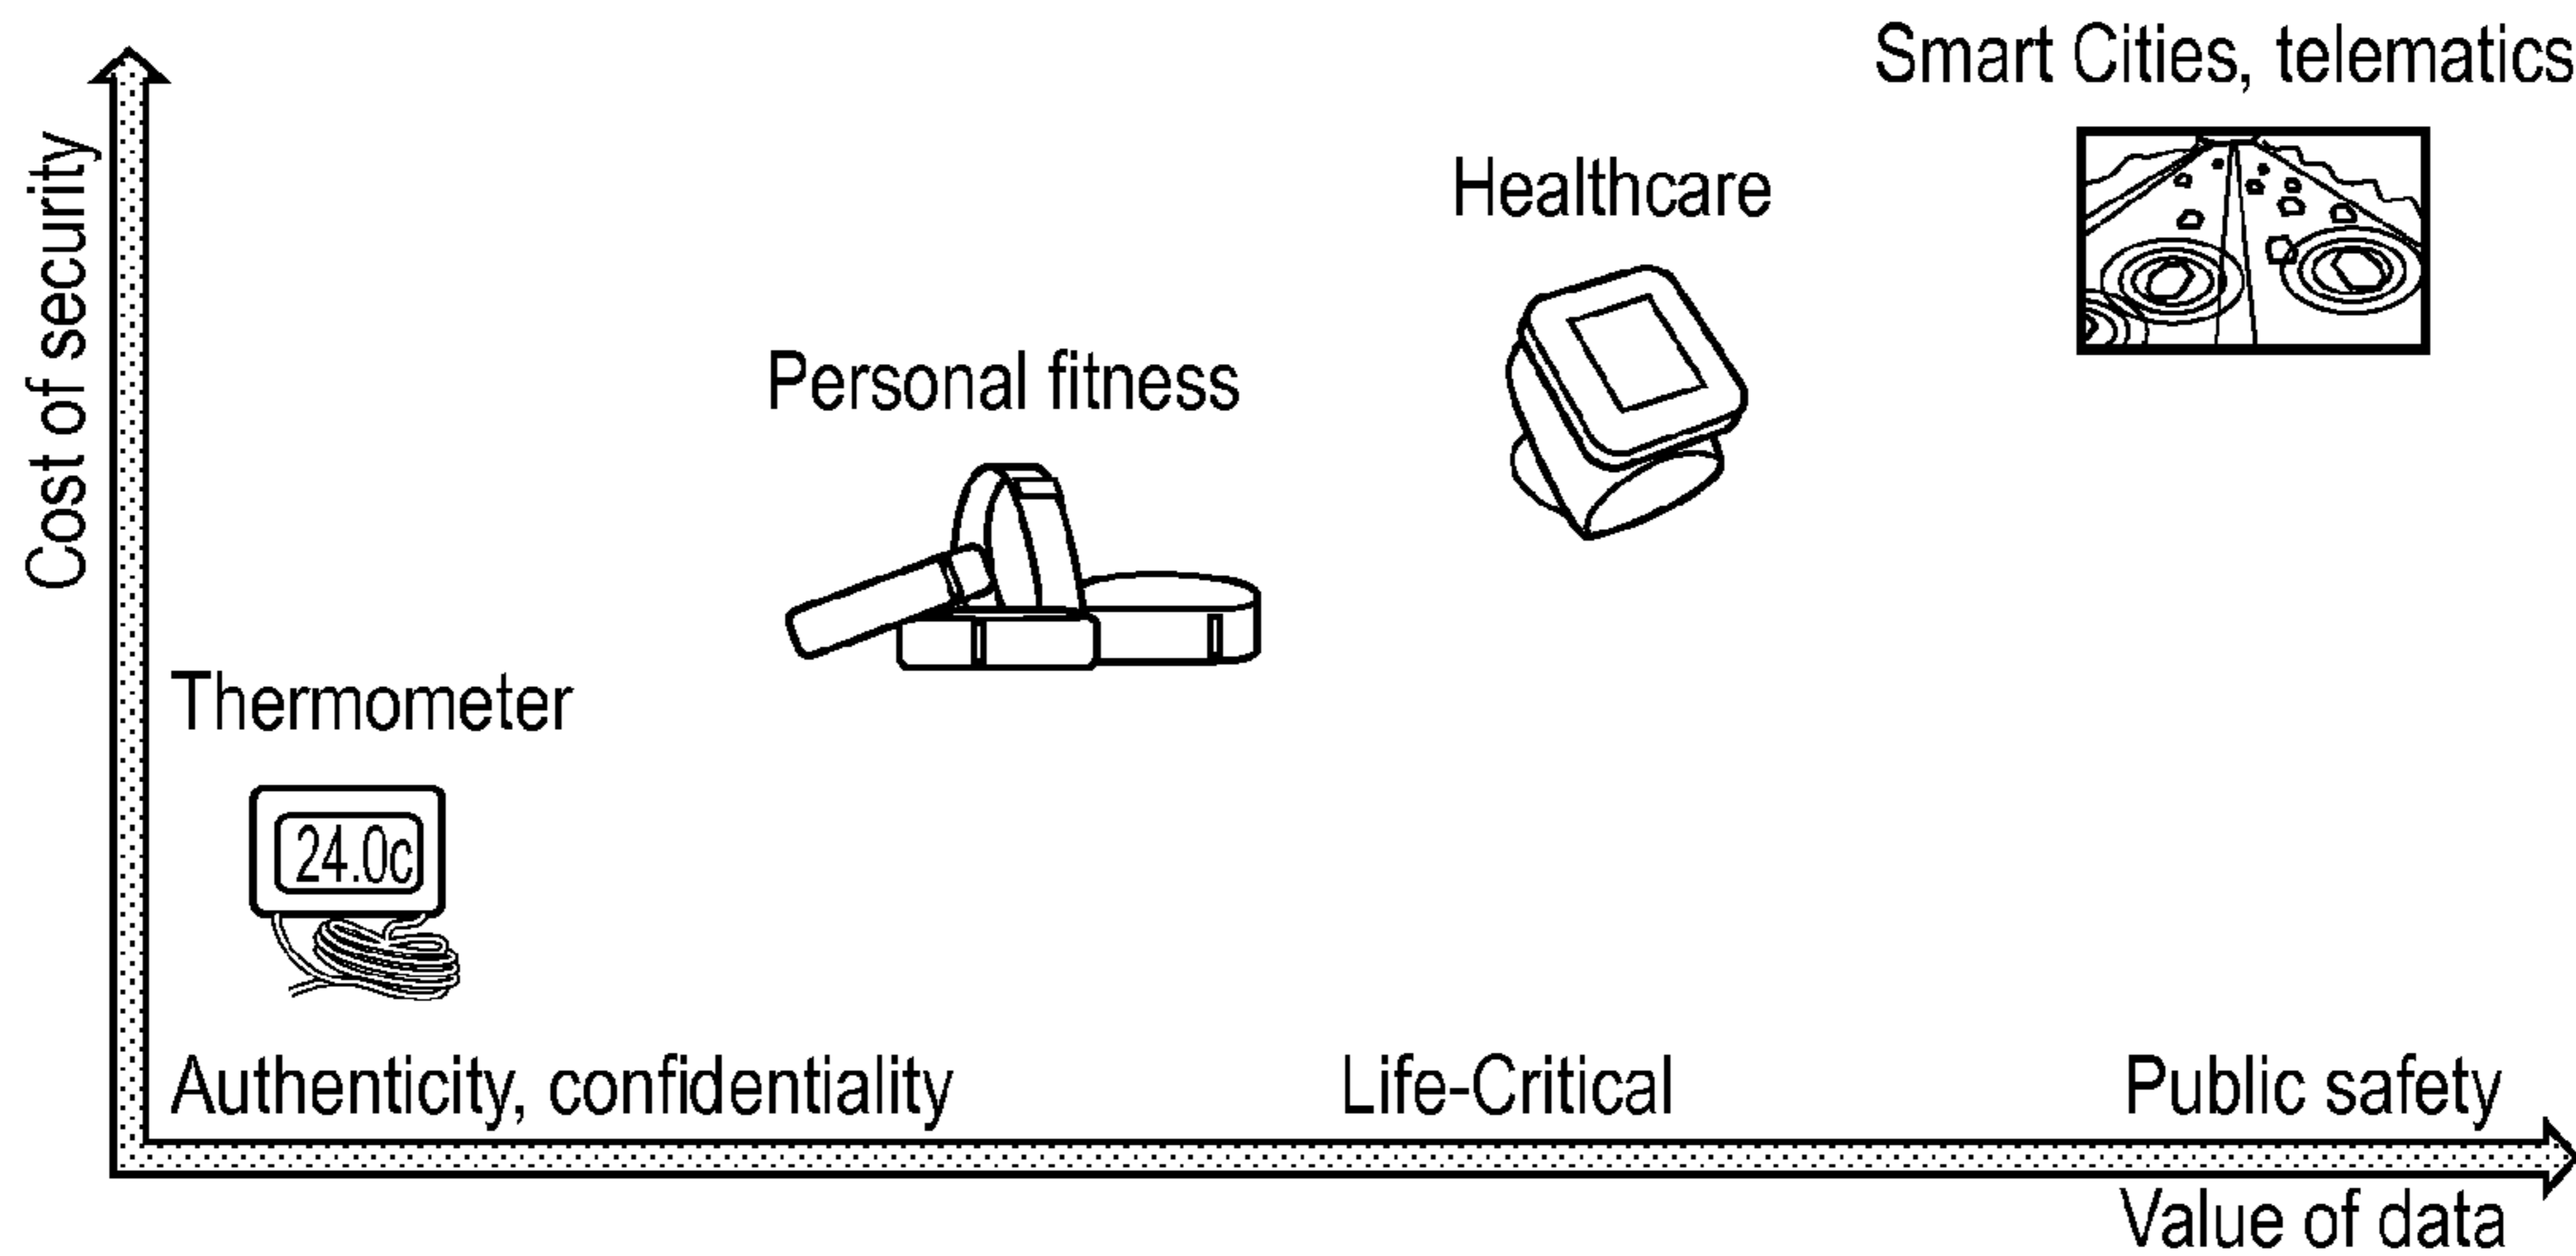 Smart Cities, telematics
Healthcare
Cost of security
Personal fitness
Thermometer
24.0c
Authenticity, confidentiality
Life-Critical
Public safety
Value of data